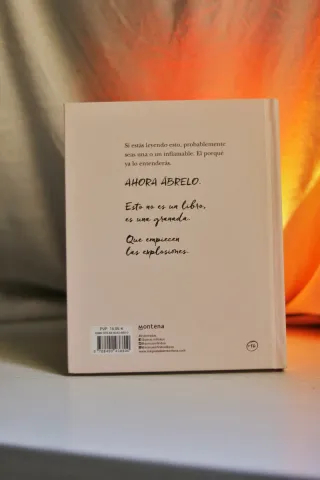 Si estás leyendo esto, probablemente
seas una o un inflamable. El porqué
ya lo entenderás.
AHORA ÁBRELO.
Esto no es un libro,
es una granada.
Que empiecen
las explosiones.
montena